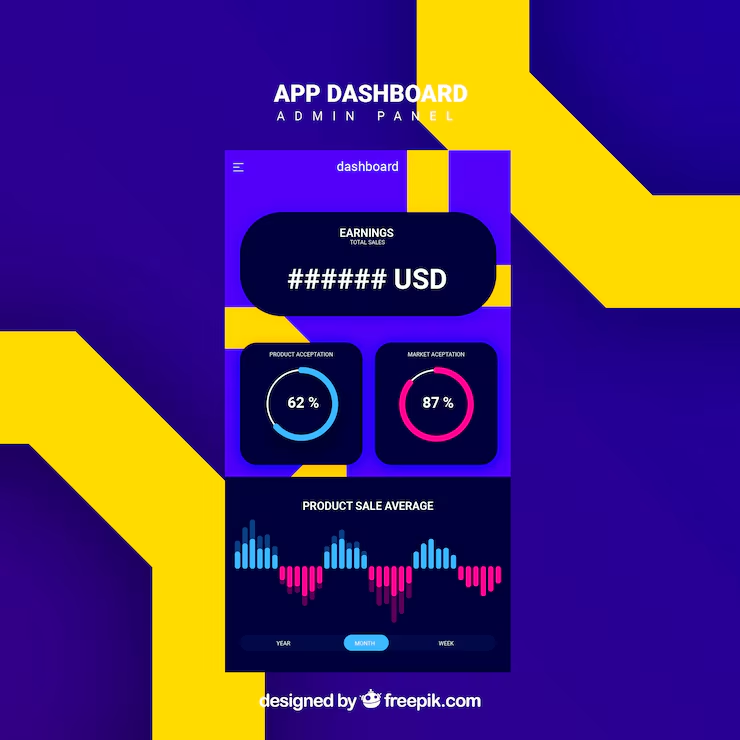 APP DASHBOARD
ADMIN PANEL
dashboard
EARNINGS
TOTAL SALES
###### USD
PRODUCT ACCEPTATION
MARKET ACEPTATION
62 %
87 %
PRODUCT SALE AVERAGE
YEAR
MONTH
WEEK
designed by freepik.com